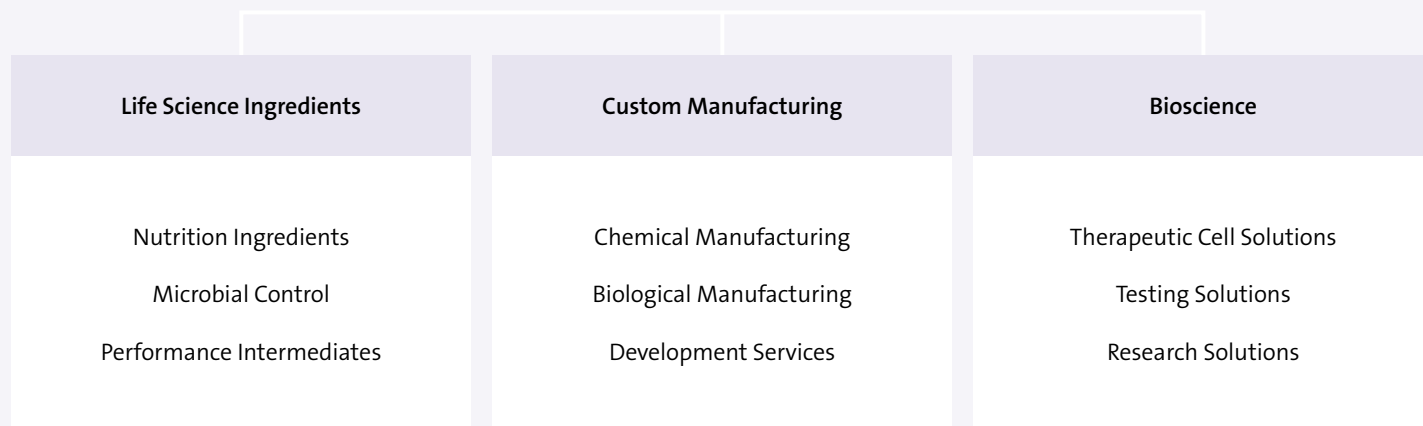 Life Science Ingredients
Nutrition Ingredients
Microbial Control
Performance Intermediates
Custom Manufacturing
Chemical Manufacturing
Biological Manufacturing
Development Services
Bioscience
Therapeutic Cell Solutions
Testing Solutions
Research Solutions